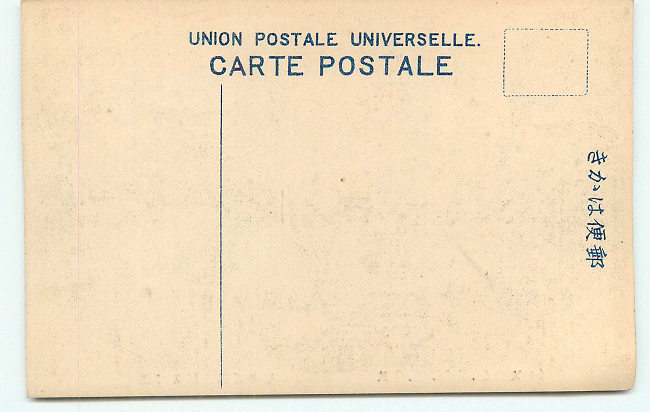 UNION POSTALE UNIVERSELLE.
CARTE POSTALE
郵便はかき